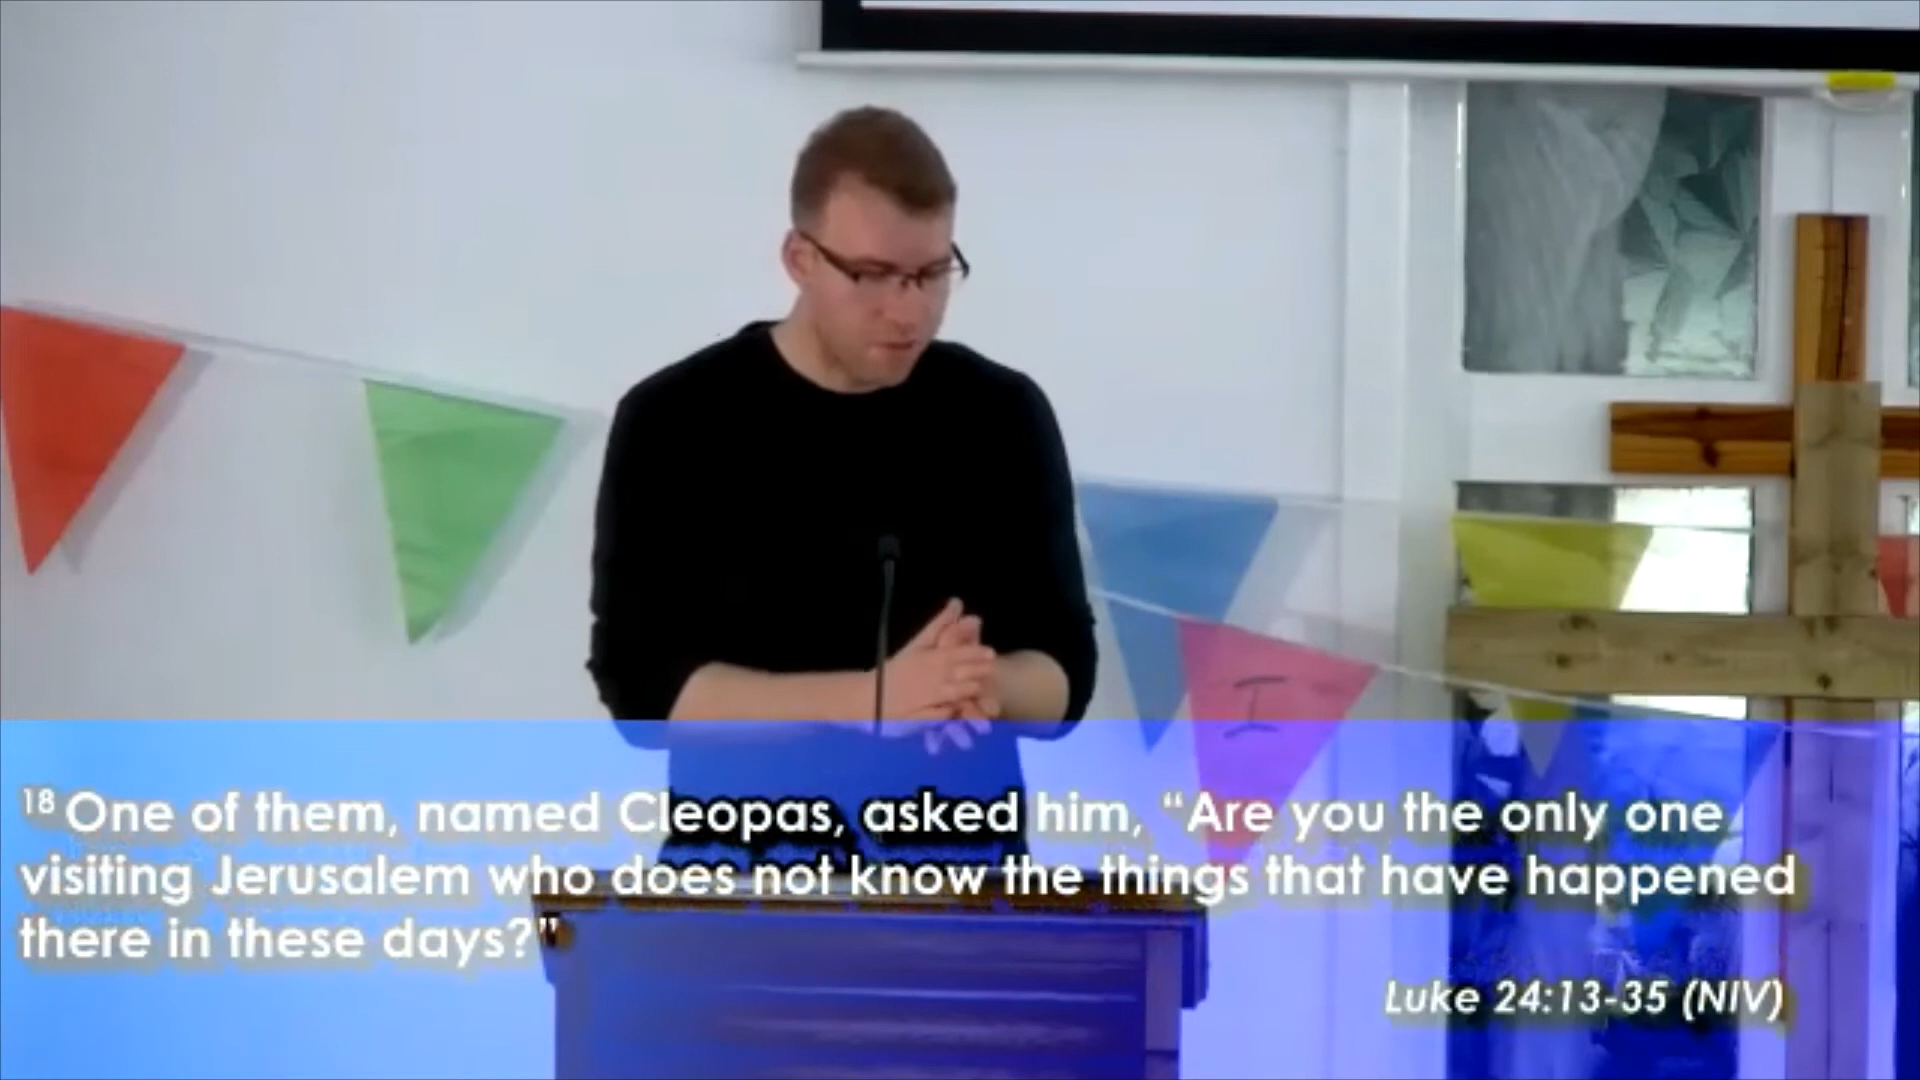 I
18 One of them, named Cleopas, asked him, “Are you the only one
visiting Jerusalem who does not know the things that have happened
there in these days?”
Luke 24:13-35 (NIV)